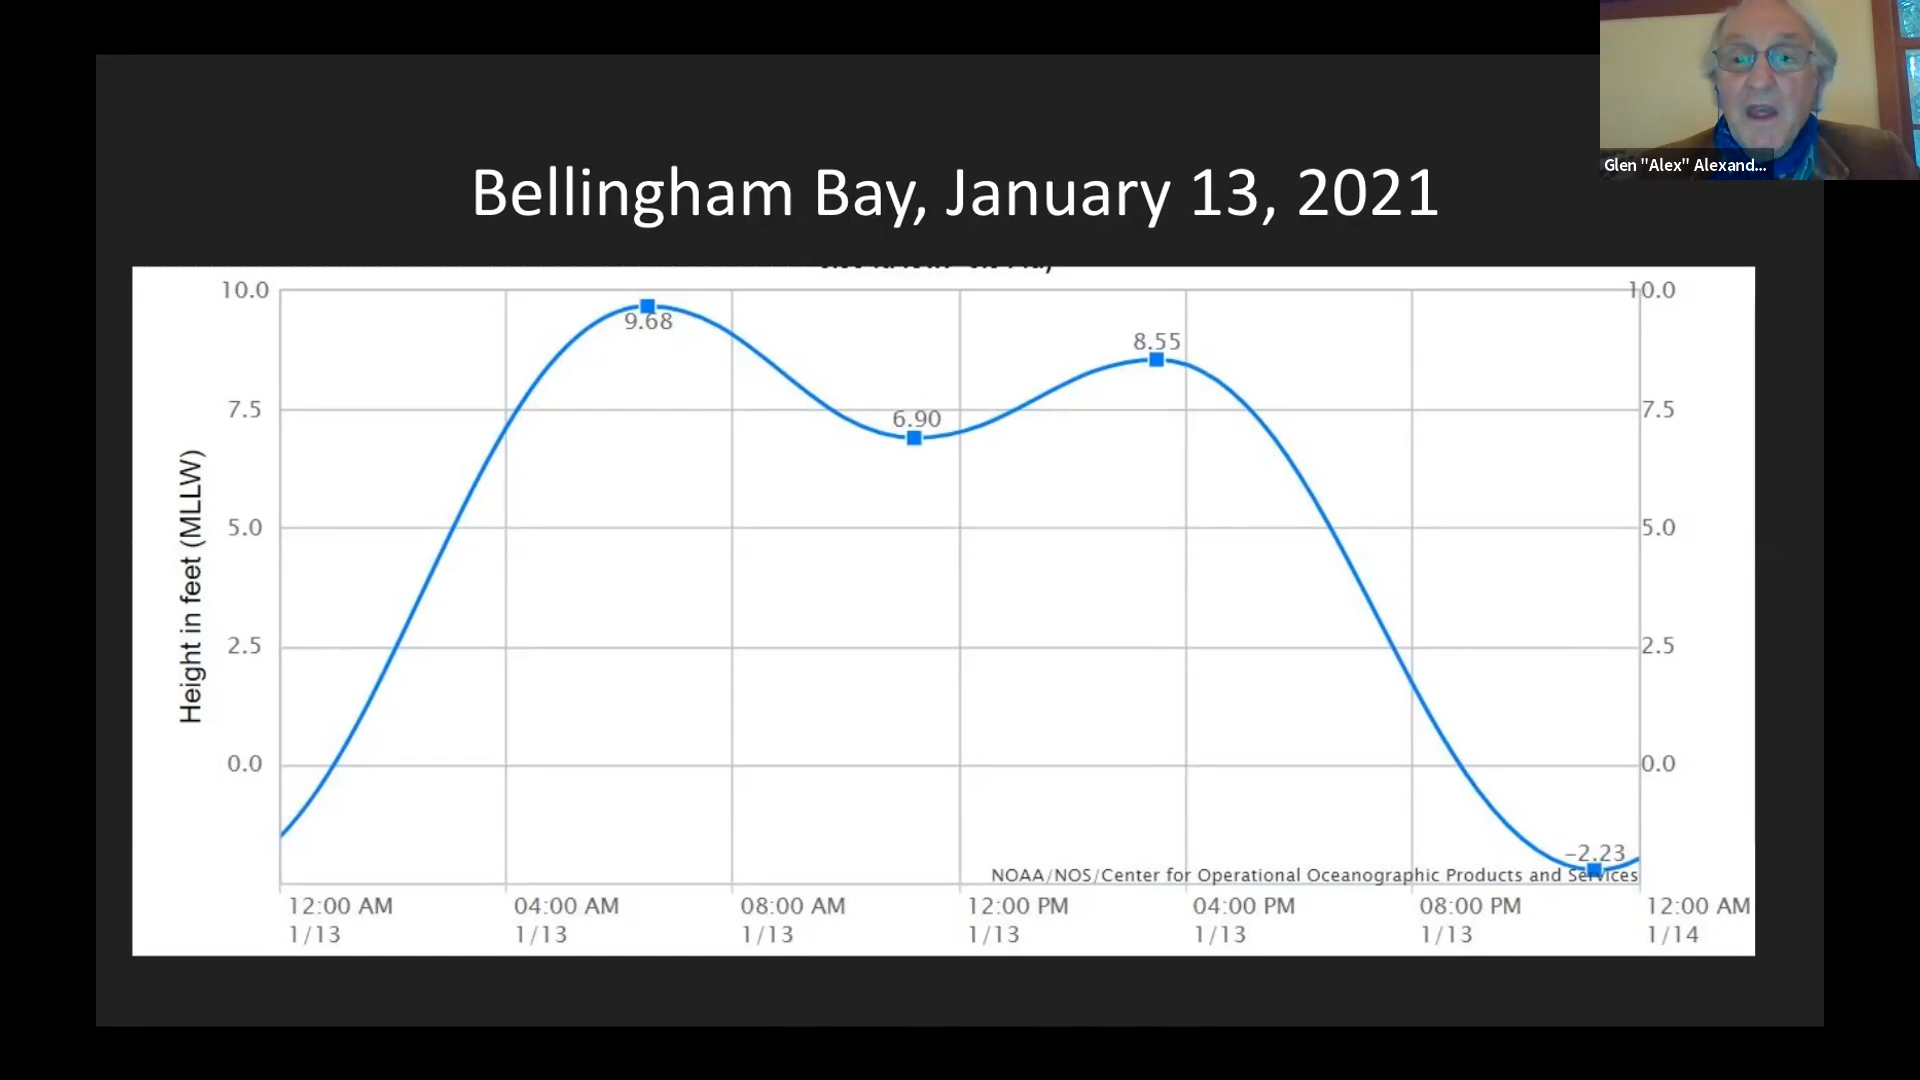 Glen "Alex" Alexand...
Bellingham Bay, January 13, 2021
Height in feet (MLLW)
10.0
7.5
5.0
2.5
0.0
9.68
6.90
8.55
−2.23
10.0
7.5
5.0
2.5
0.0
NOAA/NOS/Center for Operational Oceanographic Products and Services
12:00 AM 04:00 AM 08:00 AM 12:00 PM 04:00 PM 08:00 PM 12:00 AM
1/13 1/13 1/13 1/13 1/13 1/13 1/14